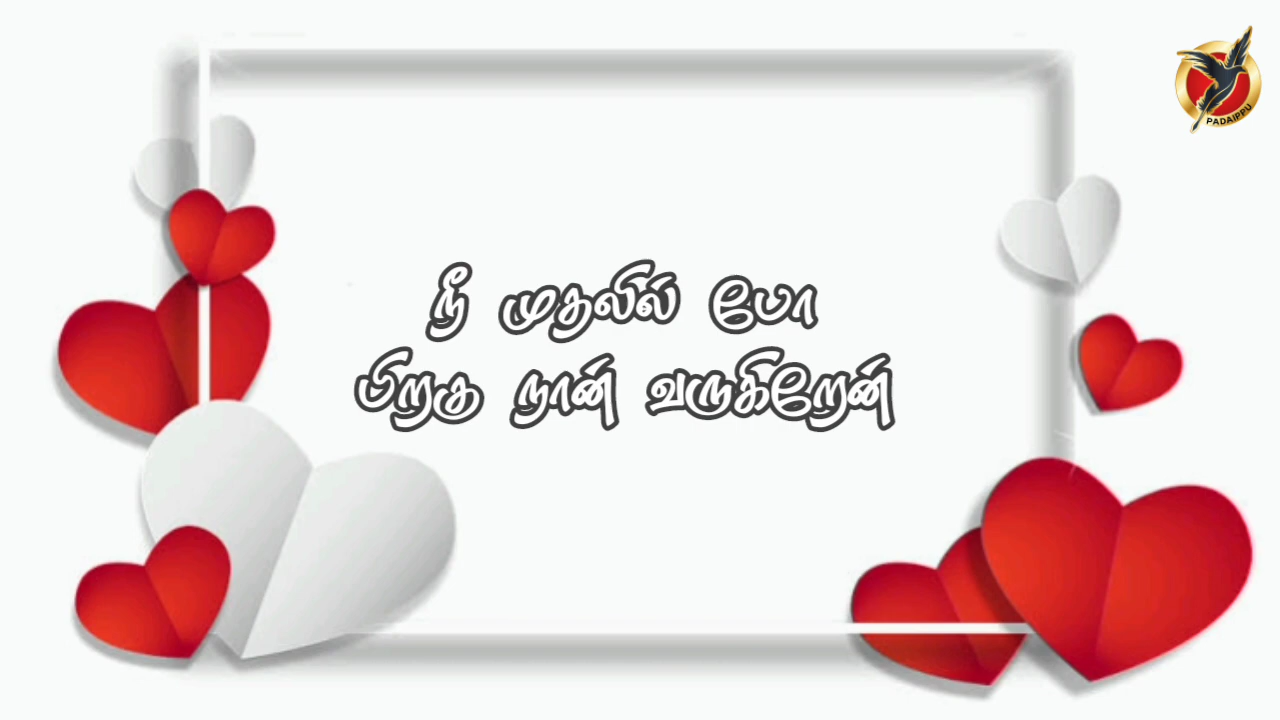 PADAIPPU
நீ முதலில் போ
பிறகு நான் வருகிறேன்